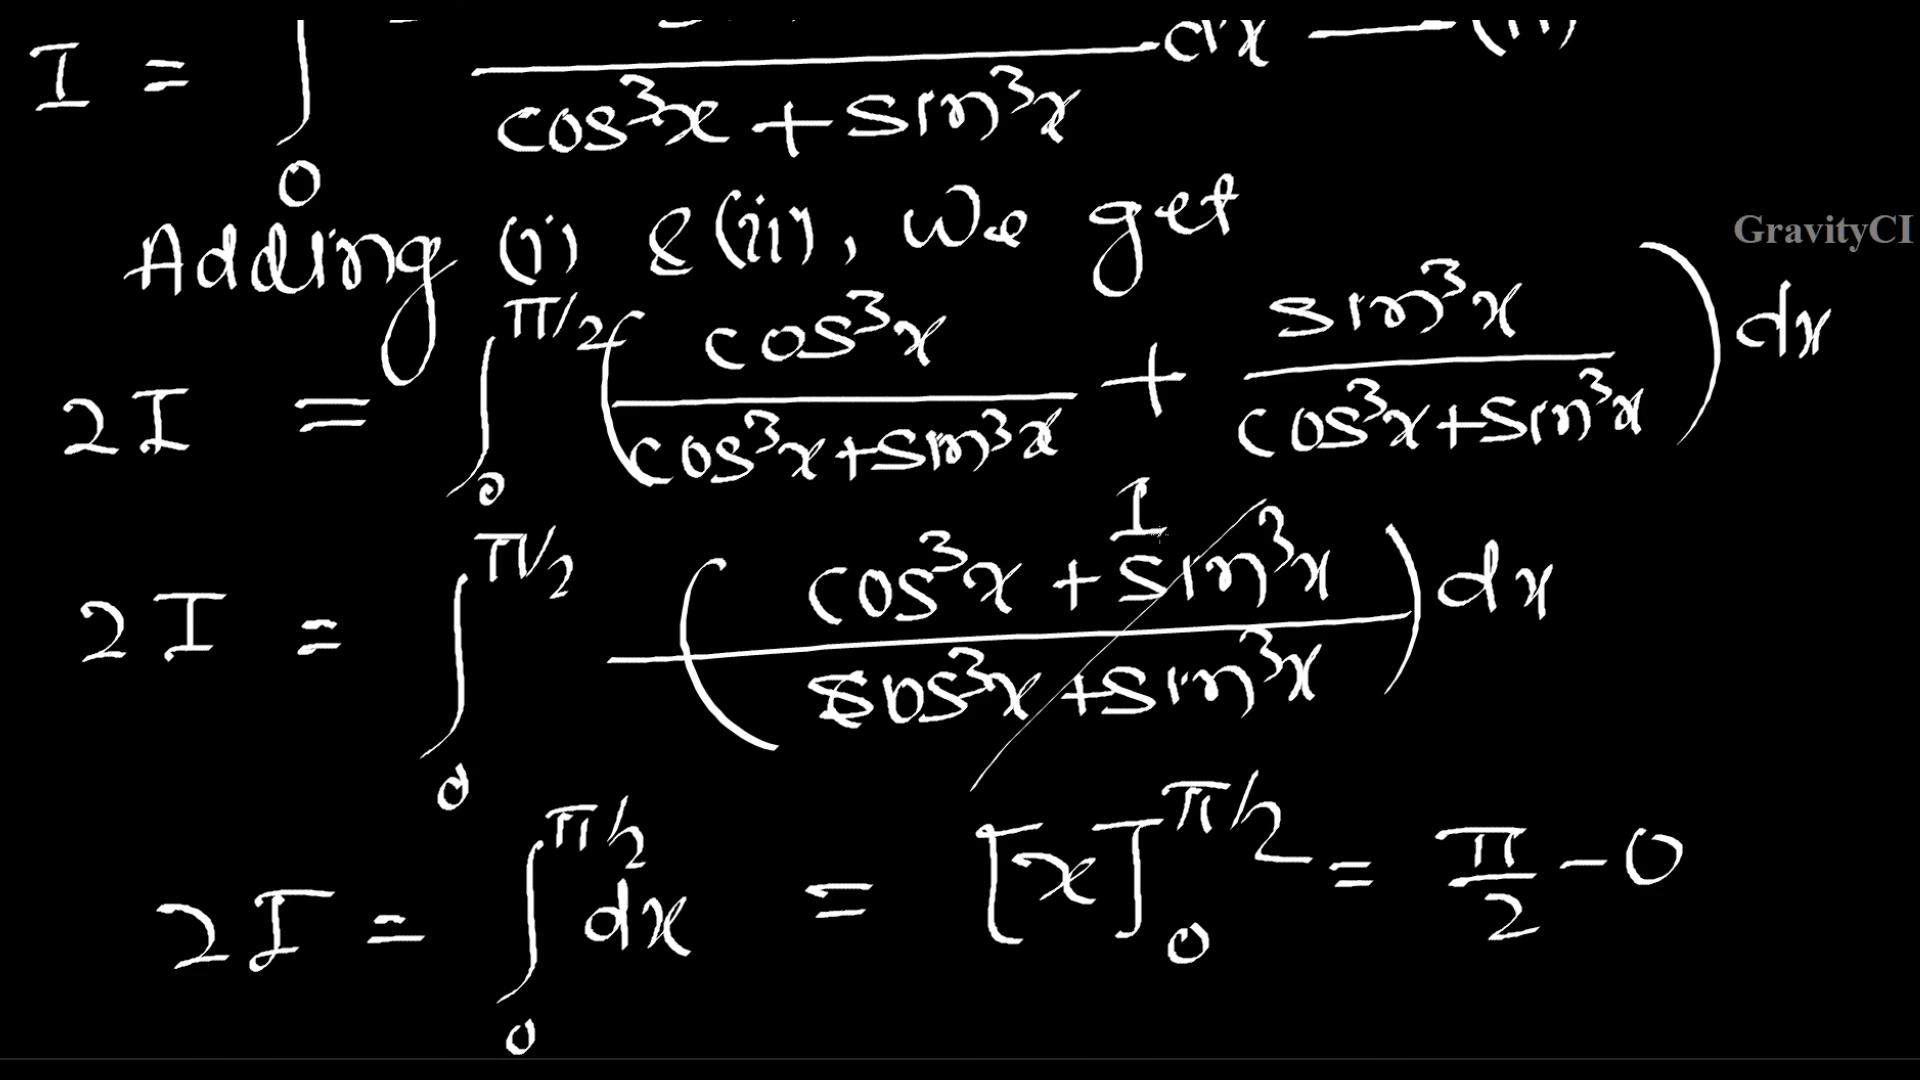 I = ∫₀ ――― dx — (ii)
cos³x + sin³x
Adding (i) & (ii), We get
2I = ∫₀^π/2 ( cos³x / cos³x+sin³x + sin³x / cos³x+sin³x ) dx
1
2I = ∫₀^π/2 ( cos³x + sin³x / cos³x + sin³x ) dx
2I = ∫₀^π/2 dx = [x]₀^π/2 = π/2 - 0
GravityCI